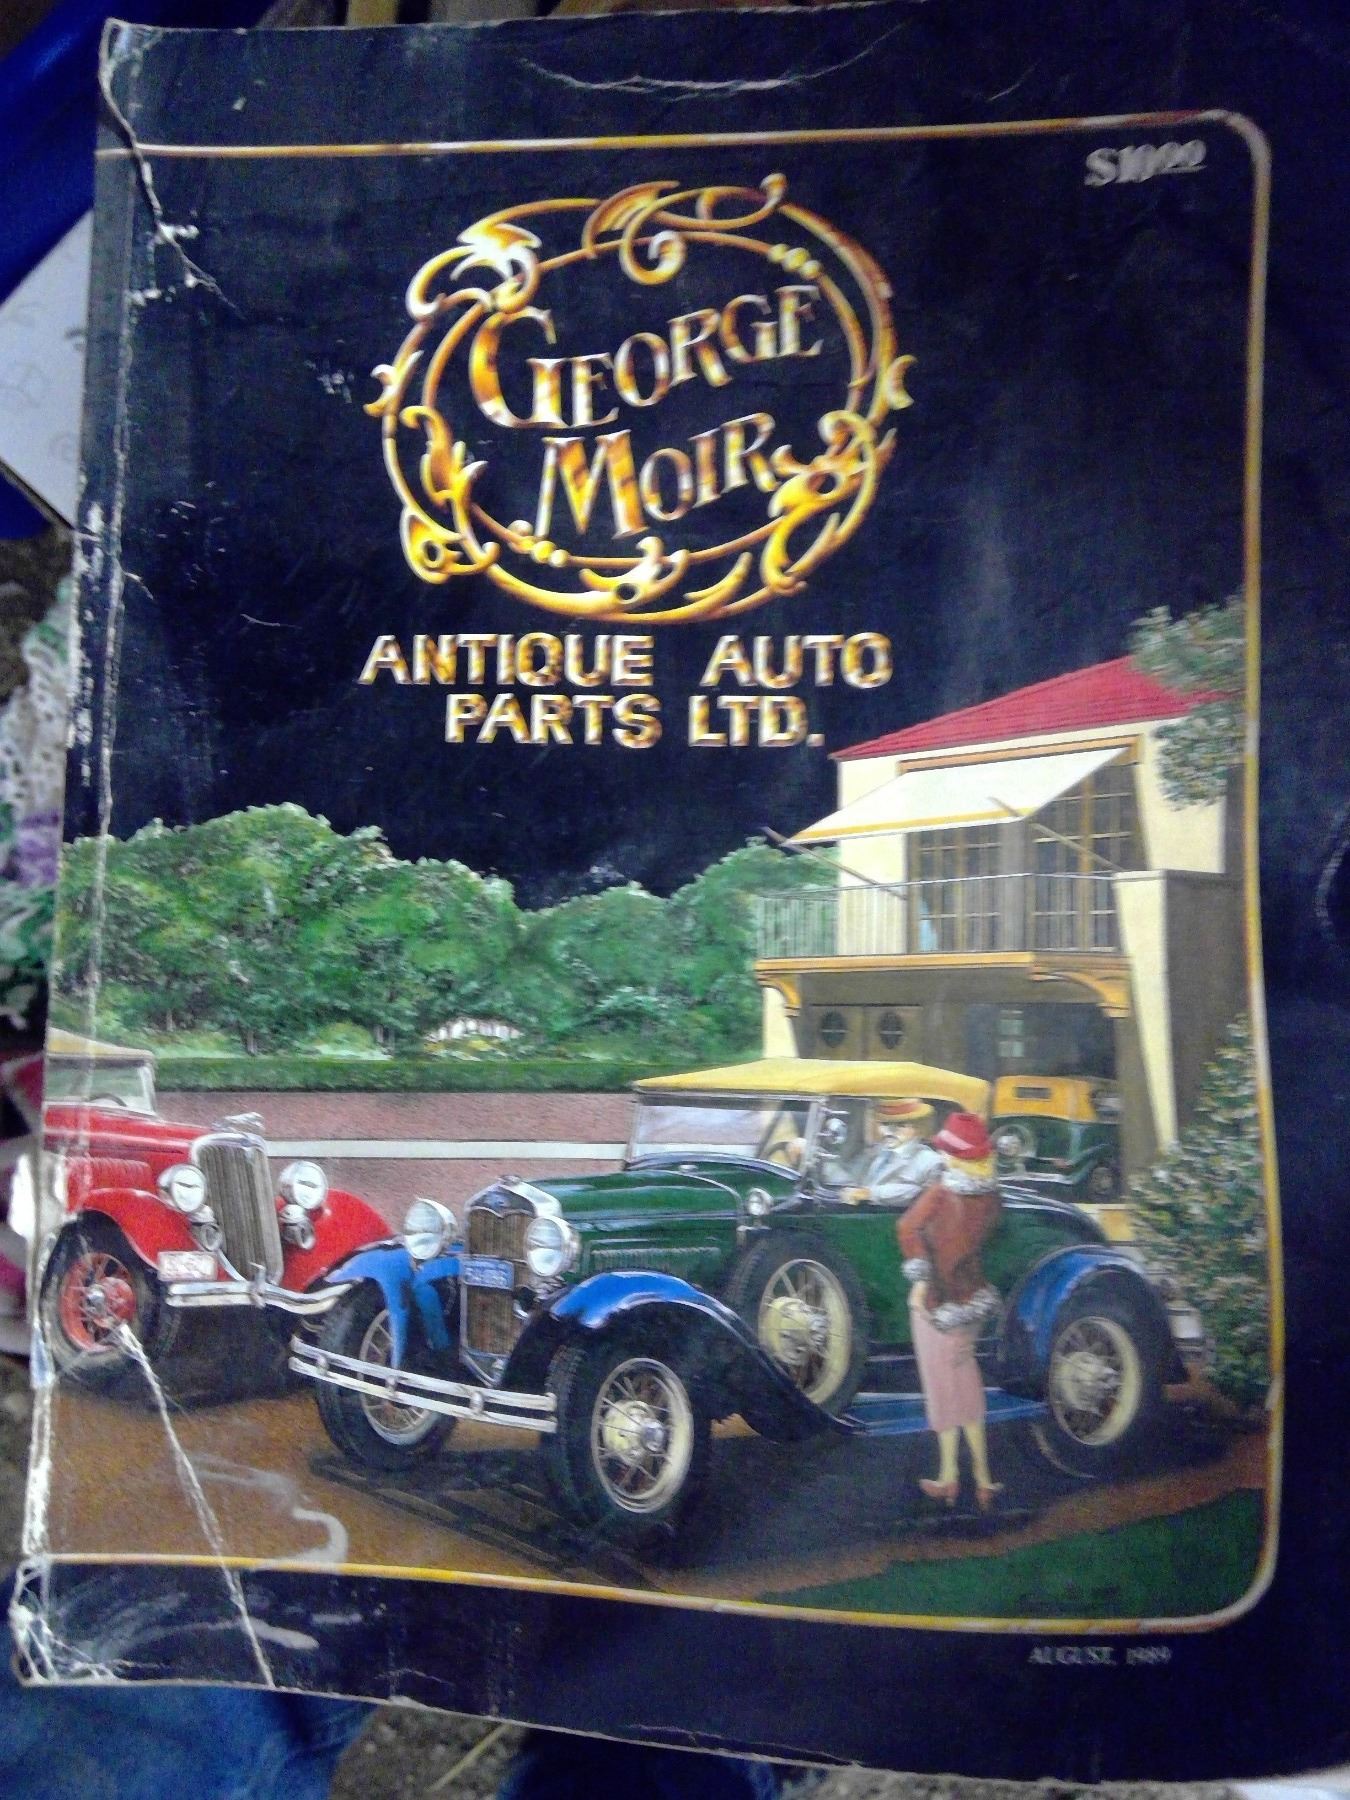 $10.00
GEORGE
MOIR
ANTIQUE AUTO
PARTS LTD.
AUGUST, 1989